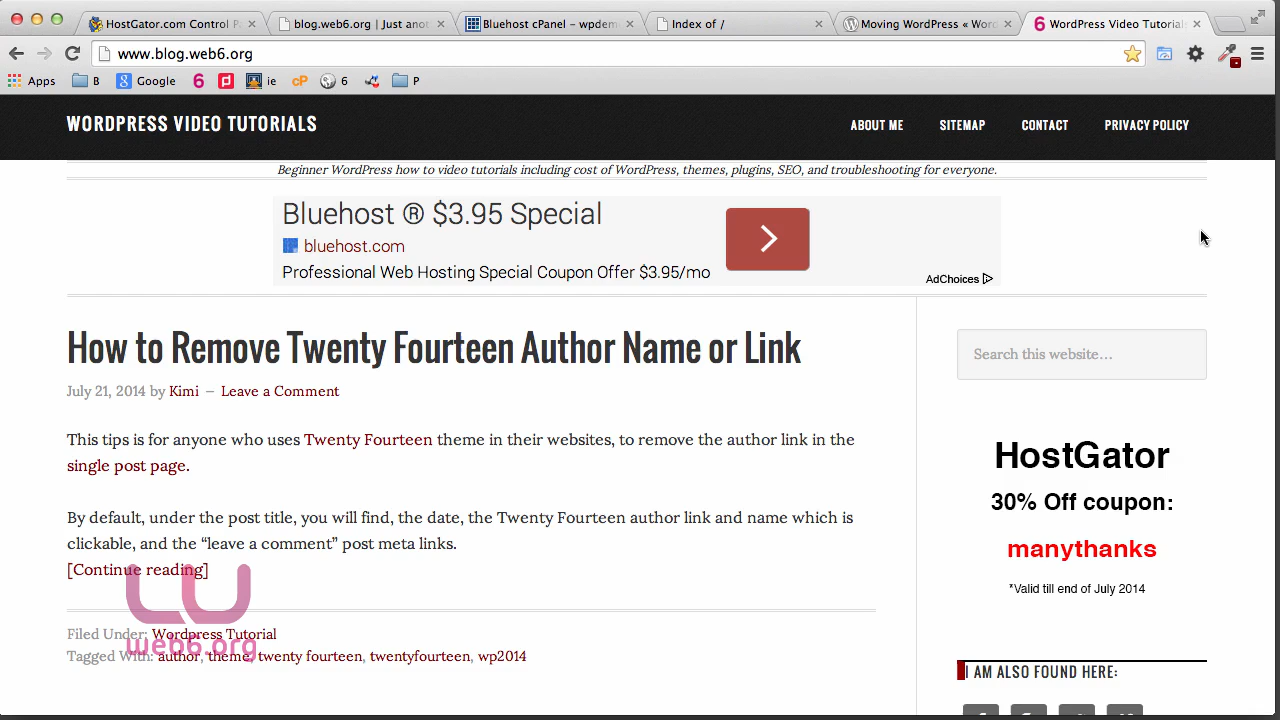 HostGator.com Control P
blog.web6.org | Just anot
Bluehost cPanel – wpdem
Index of /
Moving WordPress « Wor
6 WordPress Video Tutorials
www.blog.web6.org
Apps B Google 6 ie cP 6 P
WORDPRESS VIDEO TUTORIALS
ABOUT ME SITEMAP CONTACT PRIVACY POLICY
Beginner WordPress how to video tutorials including cost of WordPress, themes, plugins, SEO, and troubleshooting for everyone.
Bluehost ® $3.95 Special
bluehost.com
Professional Web Hosting Special Coupon Offer $3.95/mo
AdChoices
How to Remove Twenty Fourteen Author Name or Link
July 21, 2014 by Kimi — Leave a Comment
This tips is for anyone who uses Twenty Fourteen theme in their websites, to remove the author link in the
single post page.
By default, under the post title, you will find, the date, the Twenty Fourteen author link and name which is
clickable, and the “leave a comment” post meta links.
[Continue reading]
Filed Under: Wordpress Tutorial
Tagged With: author, theme, twenty fourteen, twentyfourteen, wp2014
web6.org
Search this website…
HostGator
30% Off coupon:
manythanks
*Valid till end of July 2014
I AM ALSO FOUND HERE: